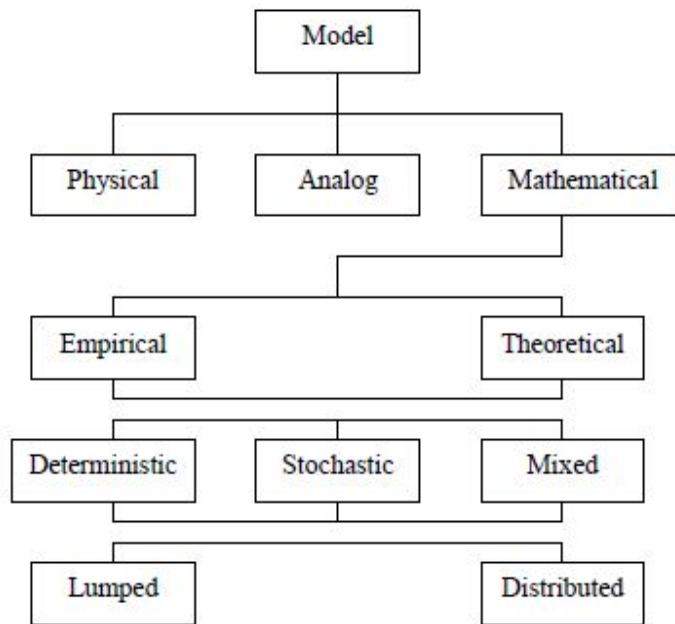 Model
Physical
Analog
Mathematical
Empirical
Theoretical
Deterministic
Stochastic
Mixed
Lumped
Distributed